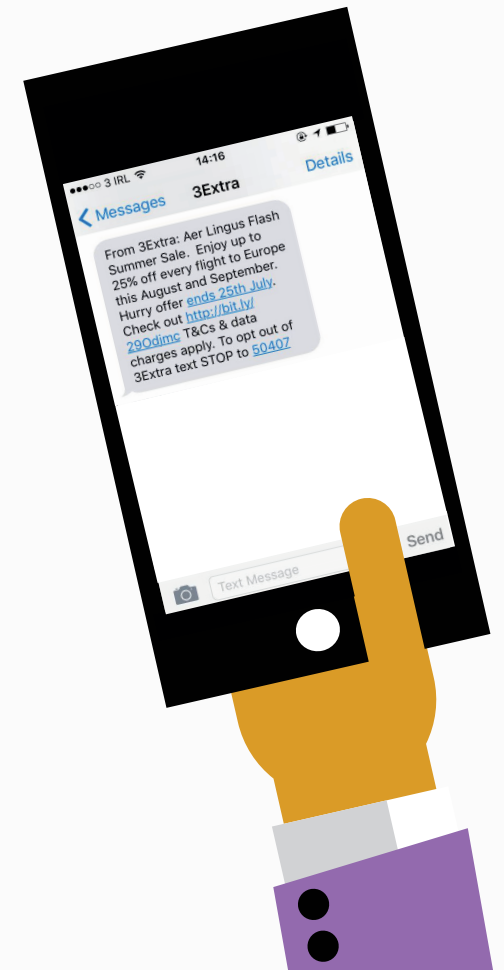 3 IRL 14:16
Messages 3Extra Details
From 3Extra: Aer Lingus Flash
Summer Sale. Enjoy up to
25% off every flight to Europe
this August and September.
Hurry offer ends 25th July.
Check out http://bit.ly/
29Odimc T&Cs & data
charges apply. To opt out of
3Extra text STOP to 50407
Text Message Send